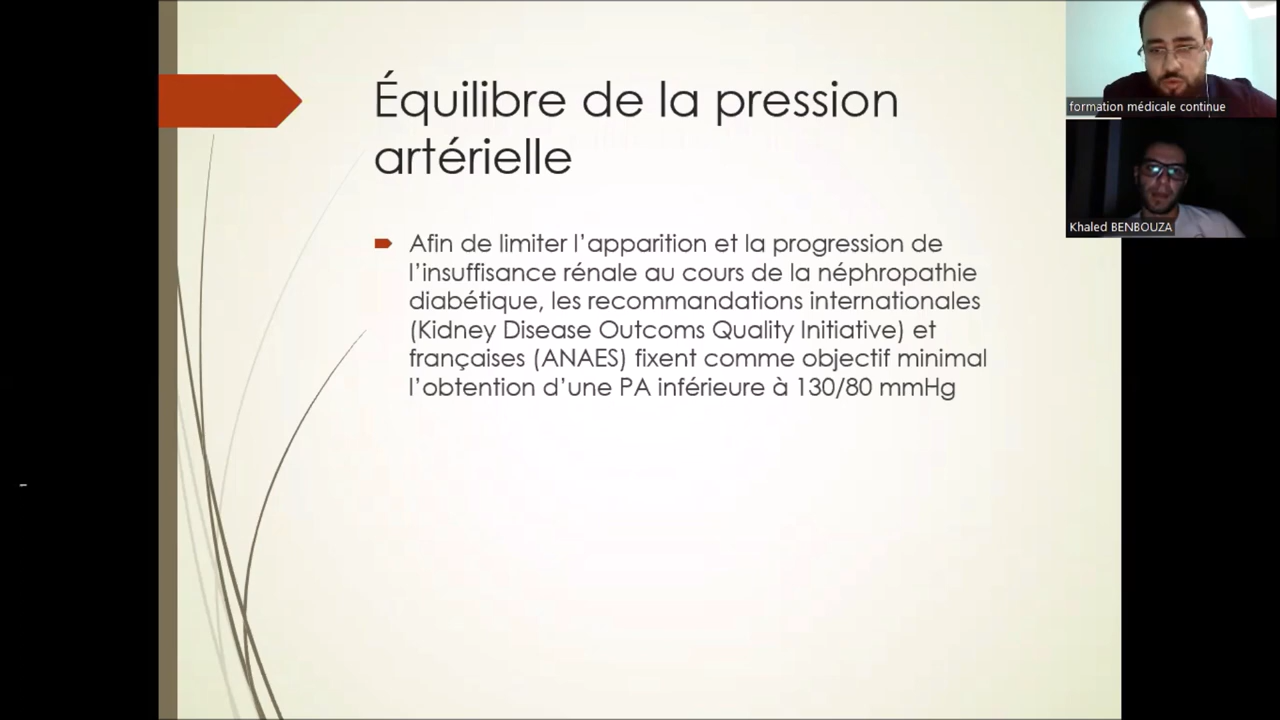 Équilibre de la pression
artérielle
Afin de limiter l’apparition et la progression de
l’insuffisance rénale au cours de la néphropathie
diabétique, les recommandations internationales
(Kidney Disease Outcoms Quality Initiative) et
françaises (ANAES) fixent comme objectif minimal
l’obtention d’une PA inférieure à 130/80 mmHg
formation médicale continue
Khaled BENBOUZA